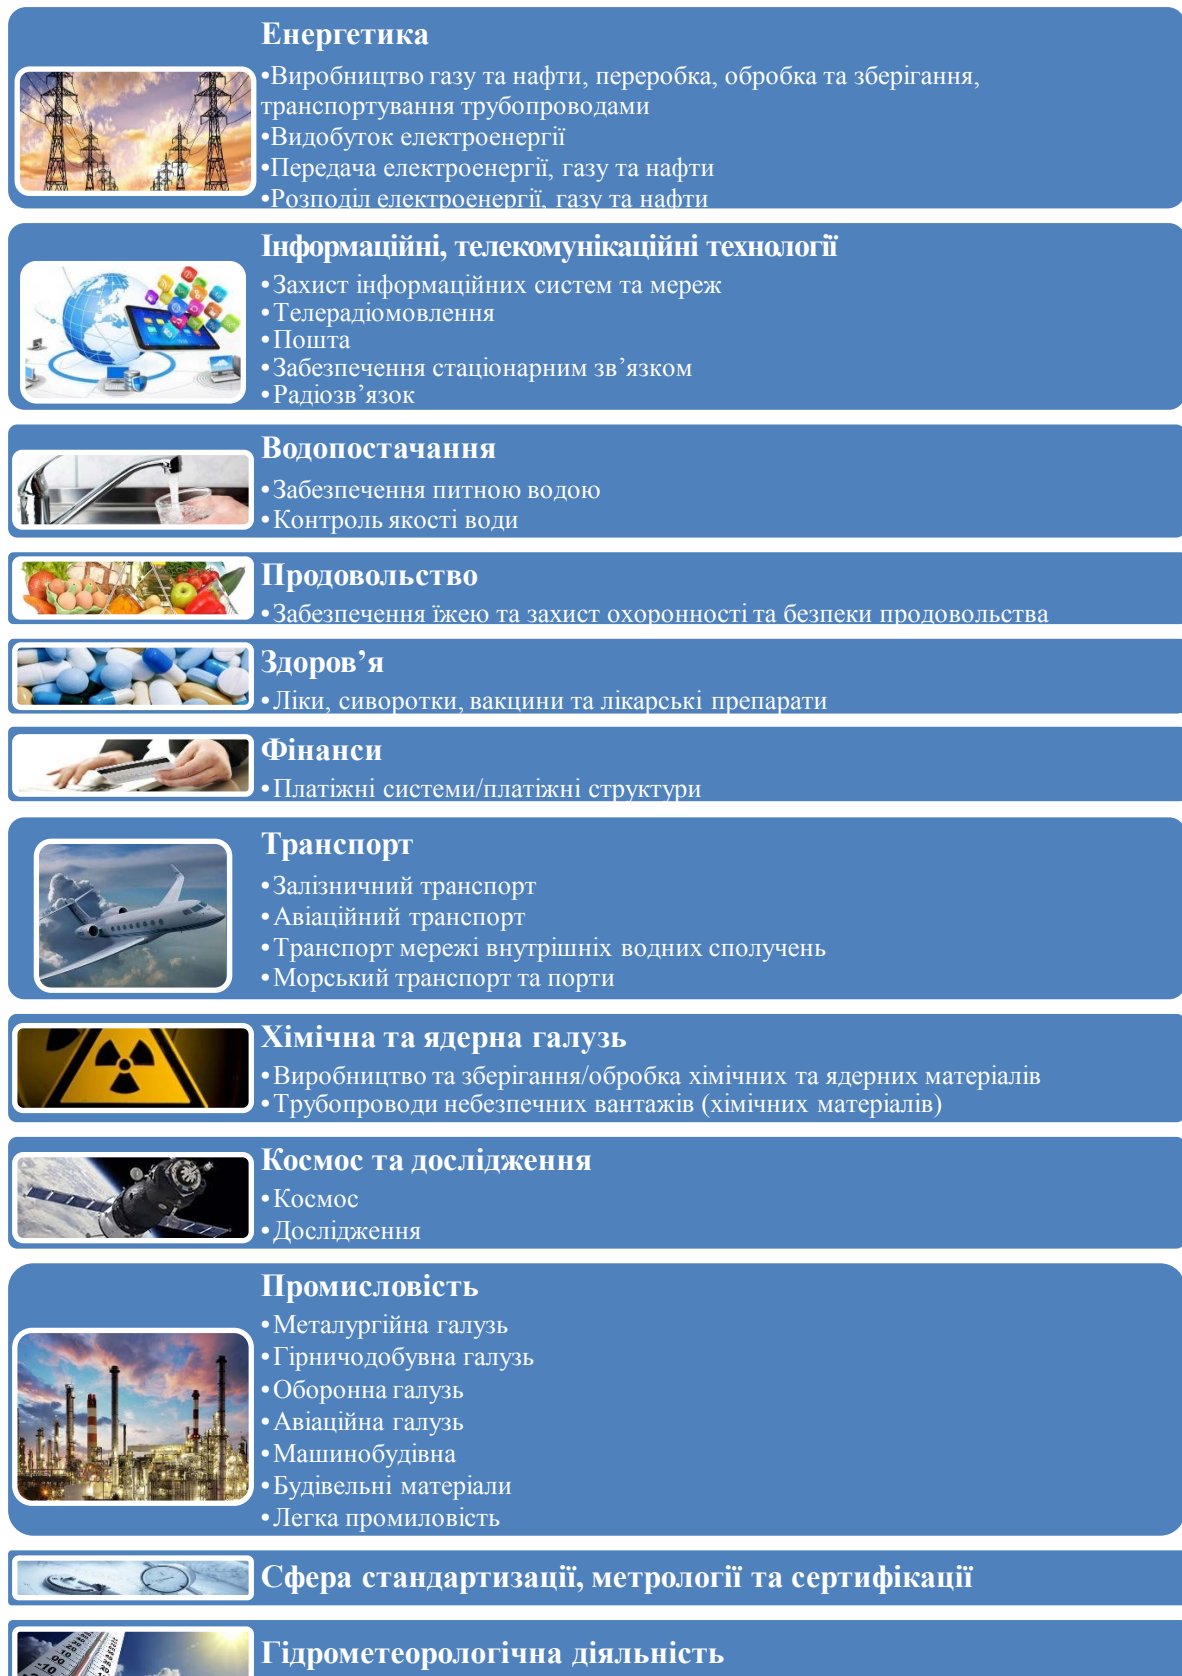 Енергетика
•Виробництво газу та нафти, переробка, обробка та зберігання,
транспортування трубопроводами
•Видобуток електроенергії
•Передача електроенергії, газу та нафти
•Розподіл електроенергії, газу та нафти
Інформаційні, телекомунікаційні технології
•Захист інформаційних систем та мереж
•Телерадіомовлення
•Пошта
•Забезпечення стаціонарним зв’язком
•Радіозв’язок
Водопостачання
•Забезпечення питною водою
•Контроль якості води
Продовольство
•Забезпечення їжею та захист охоронності та безпеки продовольства
Здоров’я
•Ліки, сиворотки, вакцини та лікарські препарати
Фінанси
•Платіжні системи/платіжні структури
Транспорт
•Залізничний транспорт
•Авіаційний транспорт
•Транспорт мережі внутрішніх водних сполучень
•Морський транспорт та порти
Хімічна та ядерна галузь
•Виробництво та зберігання/обробка хімічних та ядерних матеріалів
•Трубопроводи небезпечних вантажів (хімічних матеріалів)
Космос та дослідження
•Космос
•Дослідження
Промисловість
•Металургійна галузь
•Гірничодобувна галузь
•Оборонна галузь
•Авіаційна галузь
•Машинобудівна
•Будівельні матеріали
•Легка промиловість
Сфера стандартизації, метрології та сертифікації
Гідрометеорологічна діяльність